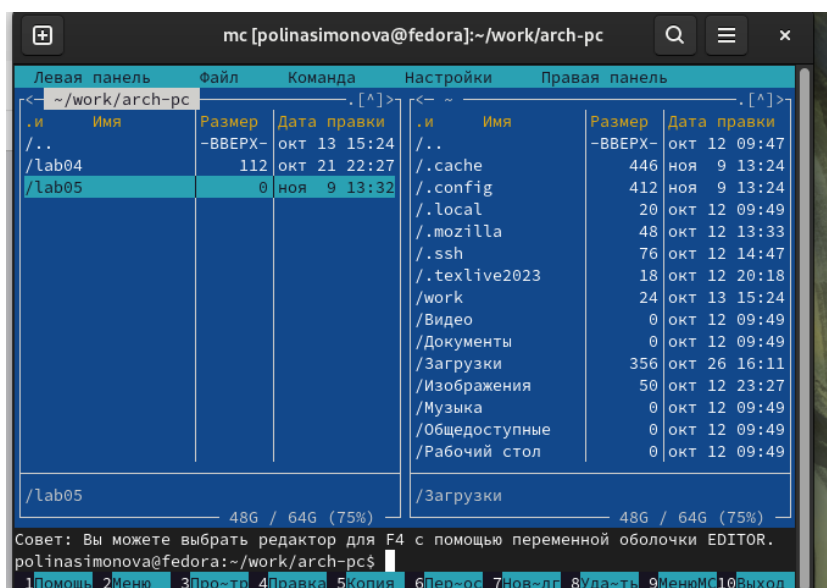 mc [polinasimonova@fedora]:~/work/arch-pc
Левая панель Файл Команда Настройки Правая панель
<— ~/work/arch-pc .[^]> <— ~ .[^]>
.и Имя Размер Дата правки .и Имя Размер Дата правки
/.. -ВВЕРХ- окт 13 15:24 /.. -ВВЕРХ- окт 12 09:47
/lab04 112 окт 21 22:27 /.cache 446 ноя 9 13:24
/lab05 0 ноя 9 13:32 /.config 412 ноя 9 13:24
/.local 20 окт 12 09:49
/.mozilla 48 окт 12 13:33
/.ssh 76 окт 12 14:47
/.texlive2023 18 окт 12 20:18
/work 24 окт 13 15:24
/Видео 0 окт 12 09:49
/Документы 0 окт 12 09:49
/Загрузки 356 окт 26 16:11
/Изображения 50 окт 12 23:27
/Музыка 0 окт 12 09:49
/Общедоступные 0 окт 12 09:49
/Рабочий стол 0 окт 12 09:49
/lab05 /Загрузки
48G / 64G (75%) 48G / 64G (75%)
Совет: Вы можете выбрать редактор для F4 с помощью переменной оболочки EDITOR.
polinasimonova@fedora:~/work/arch-pc$
1Помощь 2Меню 3Про~тр 4Правка 5Копия 6Пер~ос 7Нов~лг 8Уда~ть 9МенюМС 10Выход